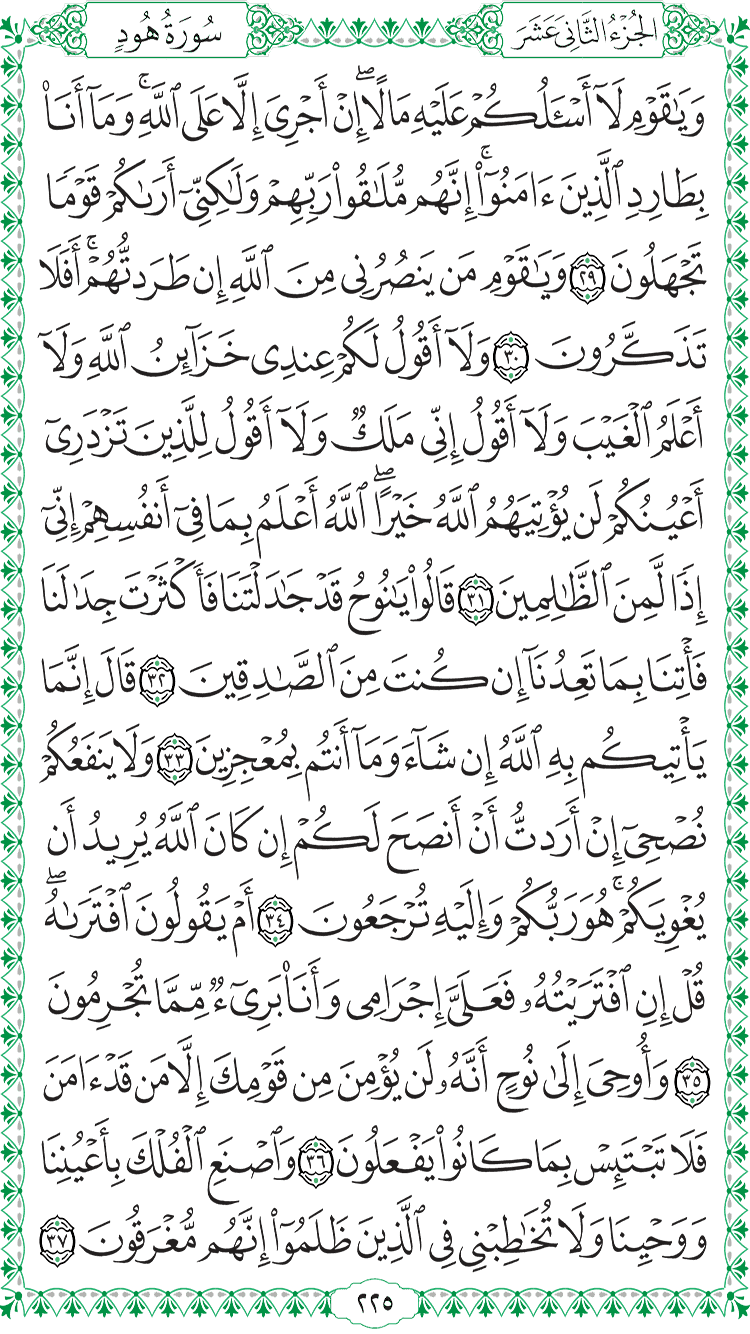 الجُزْءُ الثَّانِي عَشَرَ
سُورَةُ هُودٍ
وَيَٰقَوْمِ لَآ أَسْـَٔلُكُمْ عَلَيْهِ مَالًاۖ إِنْ أَجْرِىَ إِلَّا عَلَى ٱللَّهِۚ وَمَآ أَنَا۠
بِطَارِدِ ٱلَّذِينَ ءَامَنُوٓا۟ۚ إِنَّهُم مُّلَٰقُوا۟ رَبِّهِمْ وَلَٰكِنِّىٓ أَرَىٰكُمْ قَوْمًا
تَجْهَلُونَ ٢٩ وَيَٰقَوْمِ مَن يَنصُرُنِى مِنَ ٱللَّهِ إِن طَرَدتُّهُمْۚ أَفَلَا
تَذَكَّرُونَ ٣٠ وَلَآ أَقُولُ لَكُمْ عِندِى خَزَآئِنُ ٱللَّهِ وَلَآ
أَعْلَمُ ٱلْغَيْبَ وَلَآ أَقُولُ إِنِّى مَلَكٌ وَلَآ أَقُولُ لِلَّذِينَ تَزْدَرِىٓ
أَعْيُنُكُمْ لَن يُؤْتِيَهُمُ ٱللَّهُ خَيْرًاۖ ٱللَّهُ أَعْلَمُ بِمَا فِىٓ أَنفُسِهِمْ إِنِّىٓ
إِذًا لَّمِنَ ٱلظَّٰلِمِينَ ٣١ قَالُوا۟ يَٰنُوحُ قَدْ جَٰدَلْتَنَا فَأَكْثَرْتَ جِدَٰلَنَا
فَأْتِنَا بِمَا تَعِدُنَآ إِن كُنتَ مِنَ ٱلصَّٰدِقِينَ ٣٢ قَالَ إِنَّمَا
يَأْتِيكُم بِهِ ٱللَّهُ إِن شَآءَ وَمَآ أَنتُم بِمُعْجِزِينَ ٣٣ وَلَا يَنفَعُكُمْ
نُصْحِىٓ إِنْ أَرَدتُّ أَنْ أَنصَحَ لَكُمْ إِن كَانَ ٱللَّهُ يُرِيدُ أَن
يُغْوِيَكُمْۚ هُوَ رَبُّكُمْ وَإِلَيْهِ تُرْجَعُونَ ٣٤ أَمْ يَقُولُونَ ٱفْتَرَىٰهُۖ
قُلْ إِنِ ٱفْتَرَيْتُهُۥ فَعَلَىَّ إِجْرَامِى وَأَنَا۠ بَرِىٓءٌ مِّمَّا تُجْرِمُونَ
٣٥ وَأُوحِىَ إِلَىٰ نُوحٍ أَنَّهُۥ لَن يُؤْمِنَ مِن قَوْمِكَ إِلَّا مَن قَدْ ءَامَنَ
فَلَا تَبْتَئِسْ بِمَا كَانُوا۟ يَفْعَلُونَ ٣٦ وَٱصْنَعِ ٱلْفُلْكَ بِأَعْيُنِنَا
وَوَحْيِنَا وَلَا تُخَٰطِبْنِى فِى ٱلَّذِينَ ظَلَمُوٓا۟ إِنَّهُم مُّغْرَقُونَ ٣٧
٢٢٥